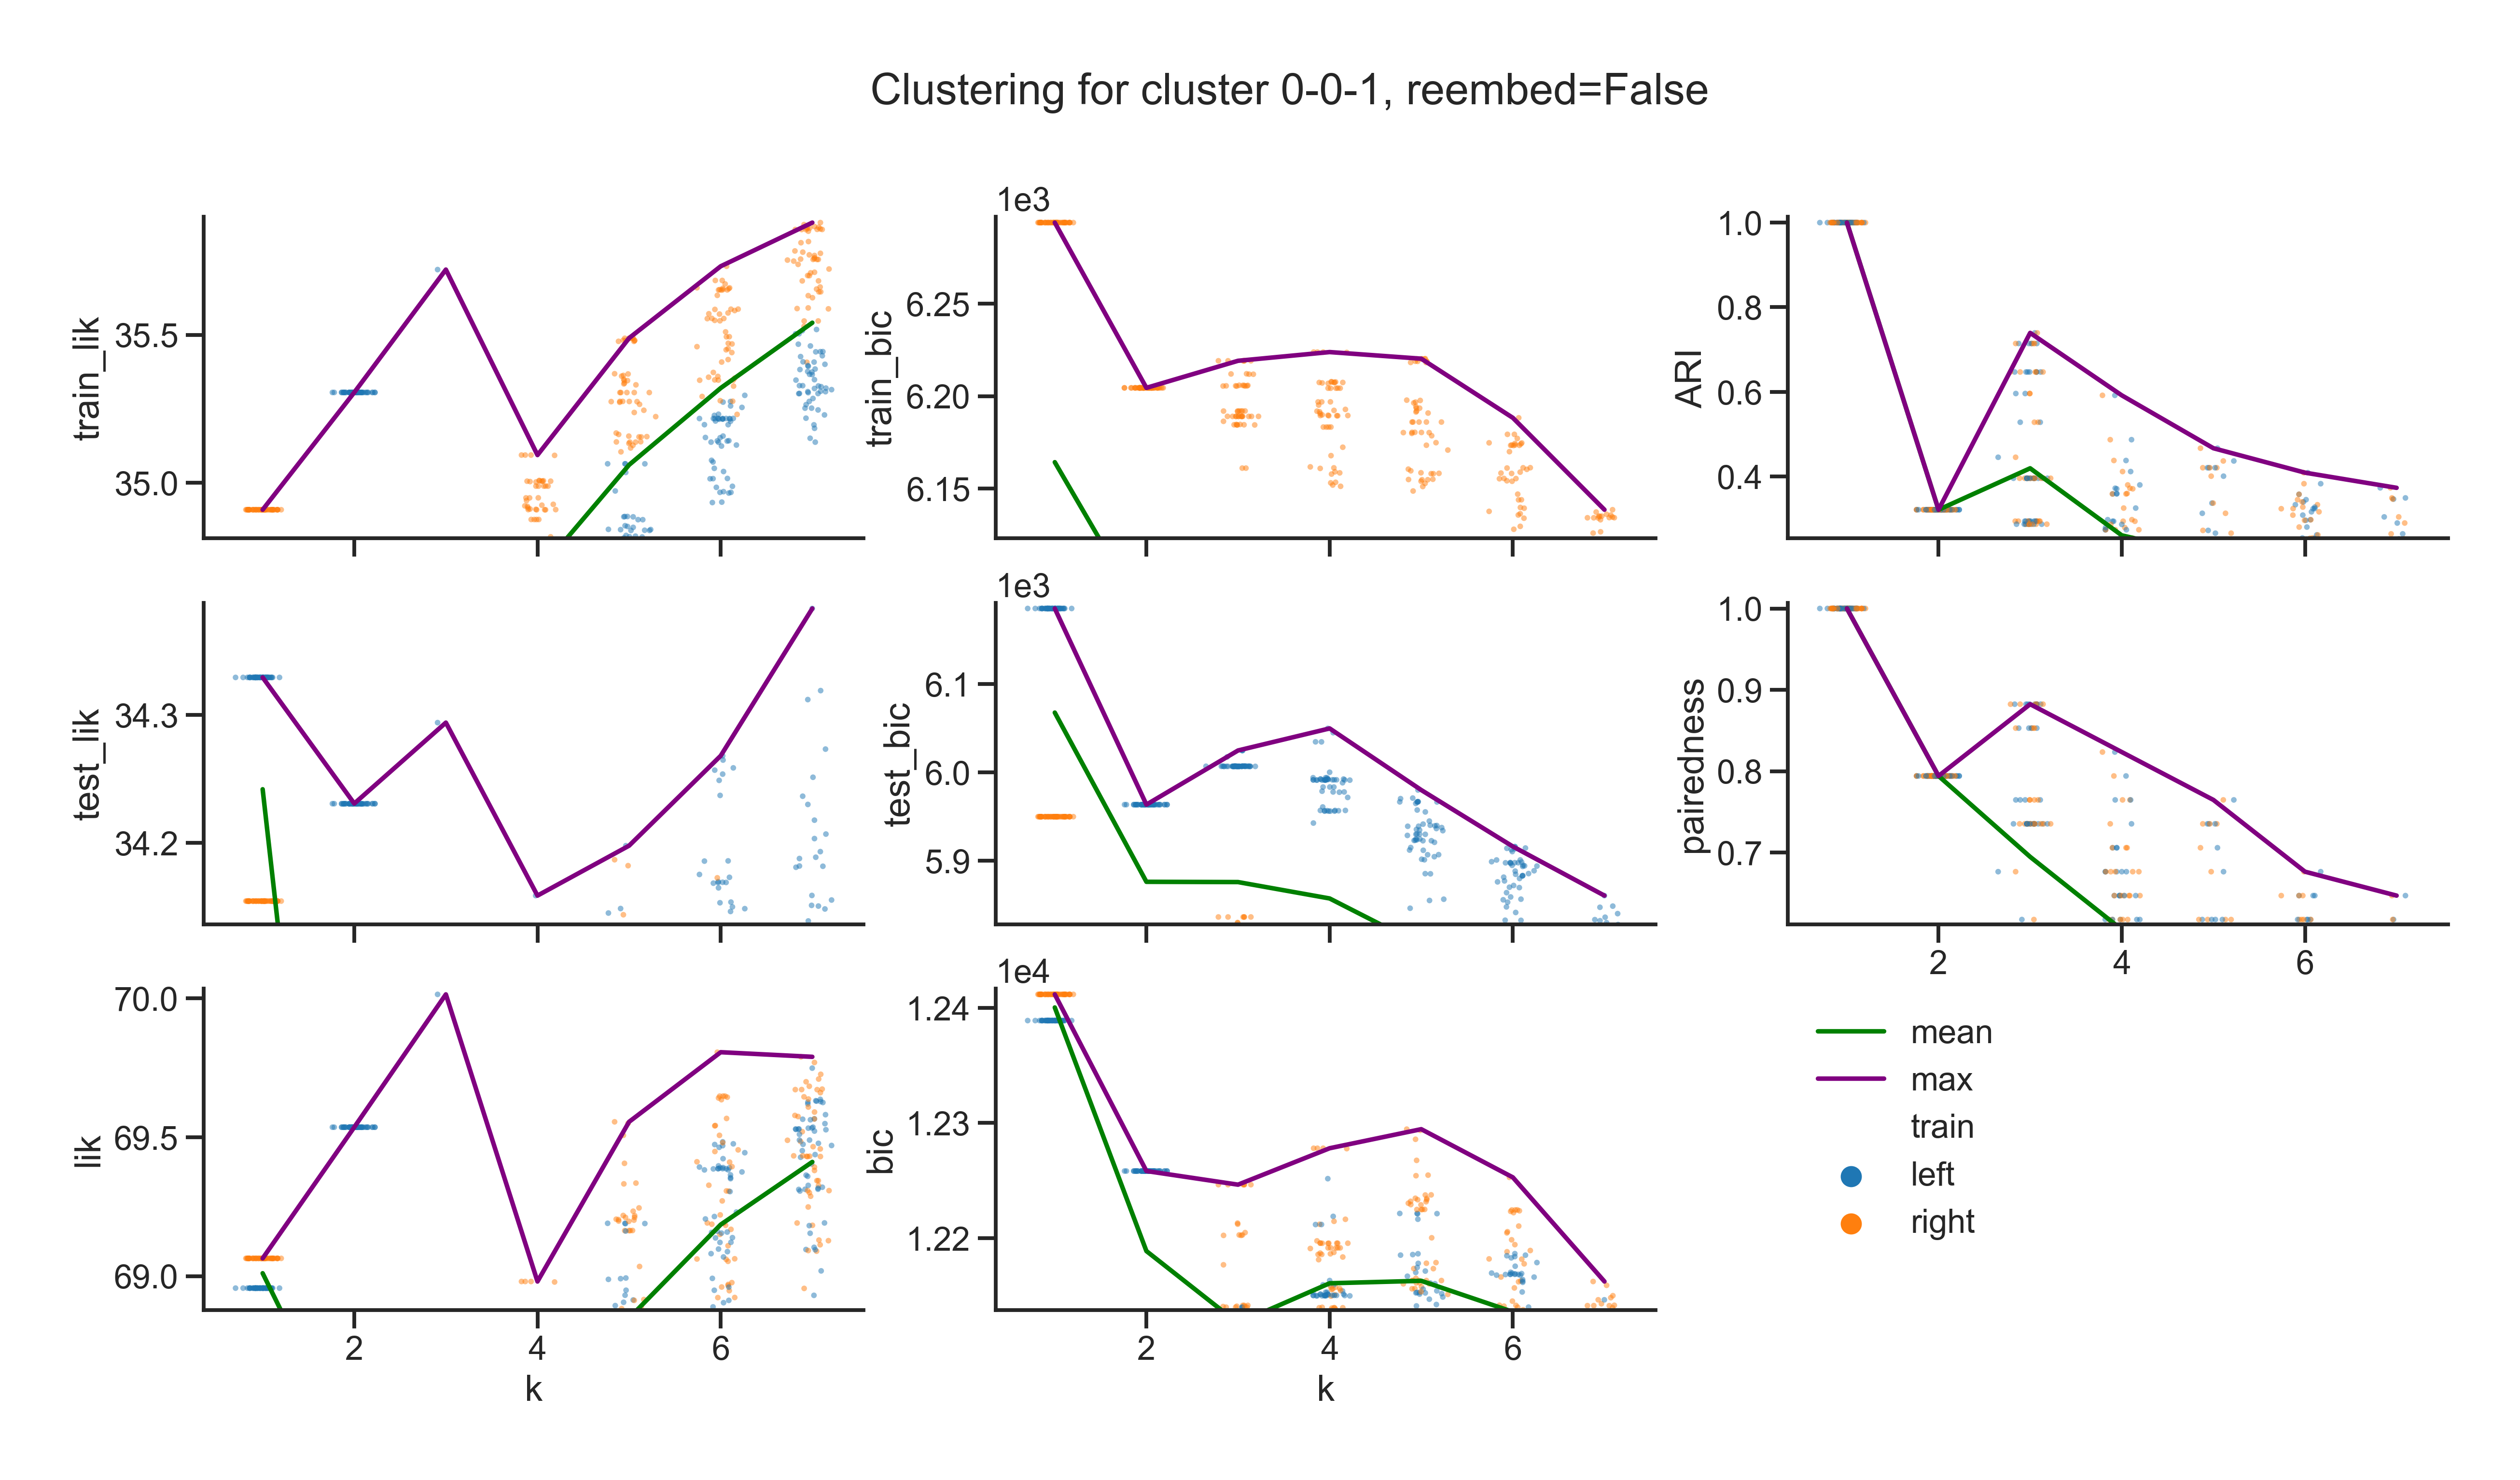 Clustering for cluster 0-0-1, reembed=False
train_lik
35.5
35.0
1e3
train_bic
6.25
6.20
6.15
ARI
1.0
0.8
0.6
0.4
test_lik
34.3
34.2
1e3
test_bic
6.1
6.0
5.9
pairedness
1.0
0.9
0.8
0.7
2
4
6
lik
70.0
69.5
69.0
2
4
6
k
1e4
bic
1.24
1.23
1.22
2
4
6
k
mean
max
train
left
right